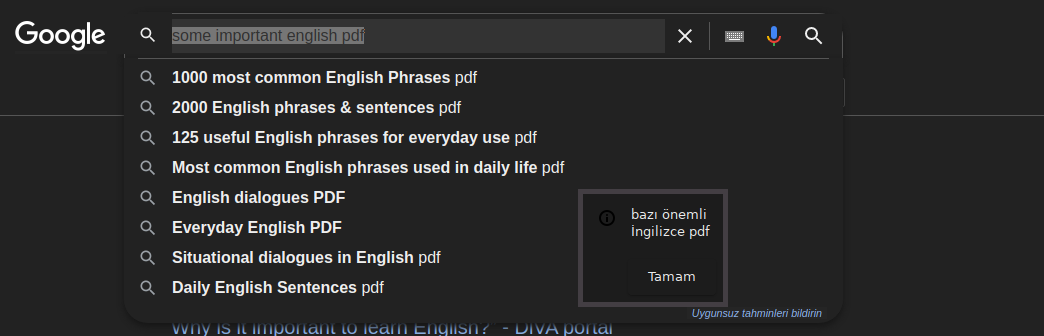 Google
some important english pdf
1000 most common English Phrases pdf
2000 English phrases & sentences pdf
125 useful English phrases for everyday use pdf
Most common English phrases used in daily life pdf
English dialogues PDF
Everyday English PDF
Situational dialogues in English pdf
Daily English Sentences pdf
bazı önemli
İngilizce pdf
Tamam
Uygunsuz tahminleri bildirin
Why is it important to learn English? - DiVA portal